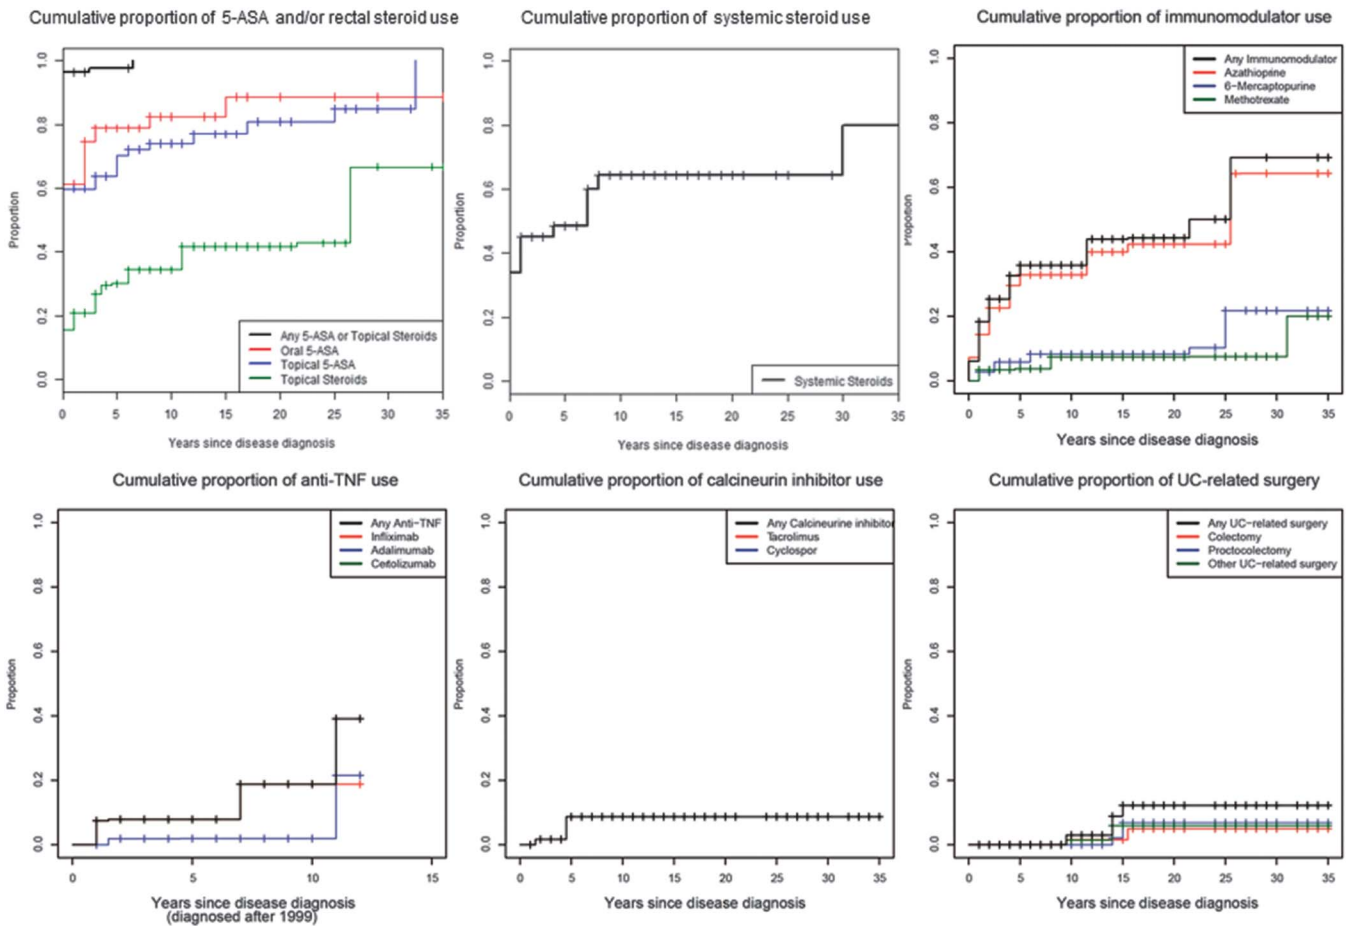 Cumulative proportion of 5-ASA and/or rectal steroid use
Proportion
0.0 0.2 0.4 0.6 0.8 1.0
Any 5-ASA or Topical Steroids
Oral 5-ASA
Topical 5-ASA
Topical Steroids
0 5 10 15 20 25 30 35
Years since disease diagnosis
Cumulative proportion of systemic steroid use
Proportion
0.0 0.2 0.4 0.6 0.8 1.0
Systemic Steroids
0 5 10 15 20 25 30 35
Years since disease diagnosis
Cumulative proportion of immunomodulator use
Proportion
0.0 0.2 0.4 0.6 0.8 1.0
Any Immunomodulator
Azathioprine
6-Mercaptopurine
Methotrexate
0 5 10 15 20 25 30 35
Years since disease diagnosis
Cumulative proportion of anti-TNF use
Proportion
0.0 0.2 0.4 0.6 0.8 1.0
Any Anti-TNF
Infliximab
Adalimumab
Certolizumab
0 5 10 15
Years since disease diagnosis
(diagnosed after 1999)
Cumulative proportion of calcineurin inhibitor use
Proportion
0.0 0.2 0.4 0.6 0.8 1.0
Any Calcineurine inhibitor
Tacrolimus
Cyclospor
0 5 10 15 20 25 30 35
Years since disease diagnosis
Cumulative proportion of UC-related surgery
Proportion
0.0 0.2 0.4 0.6 0.8 1.0
Any UC-related surgery
Colectomy
Proctocolectomy
Other UC-related surgery
0 5 10 15 20 25 30 35
Years since disease diagnosis